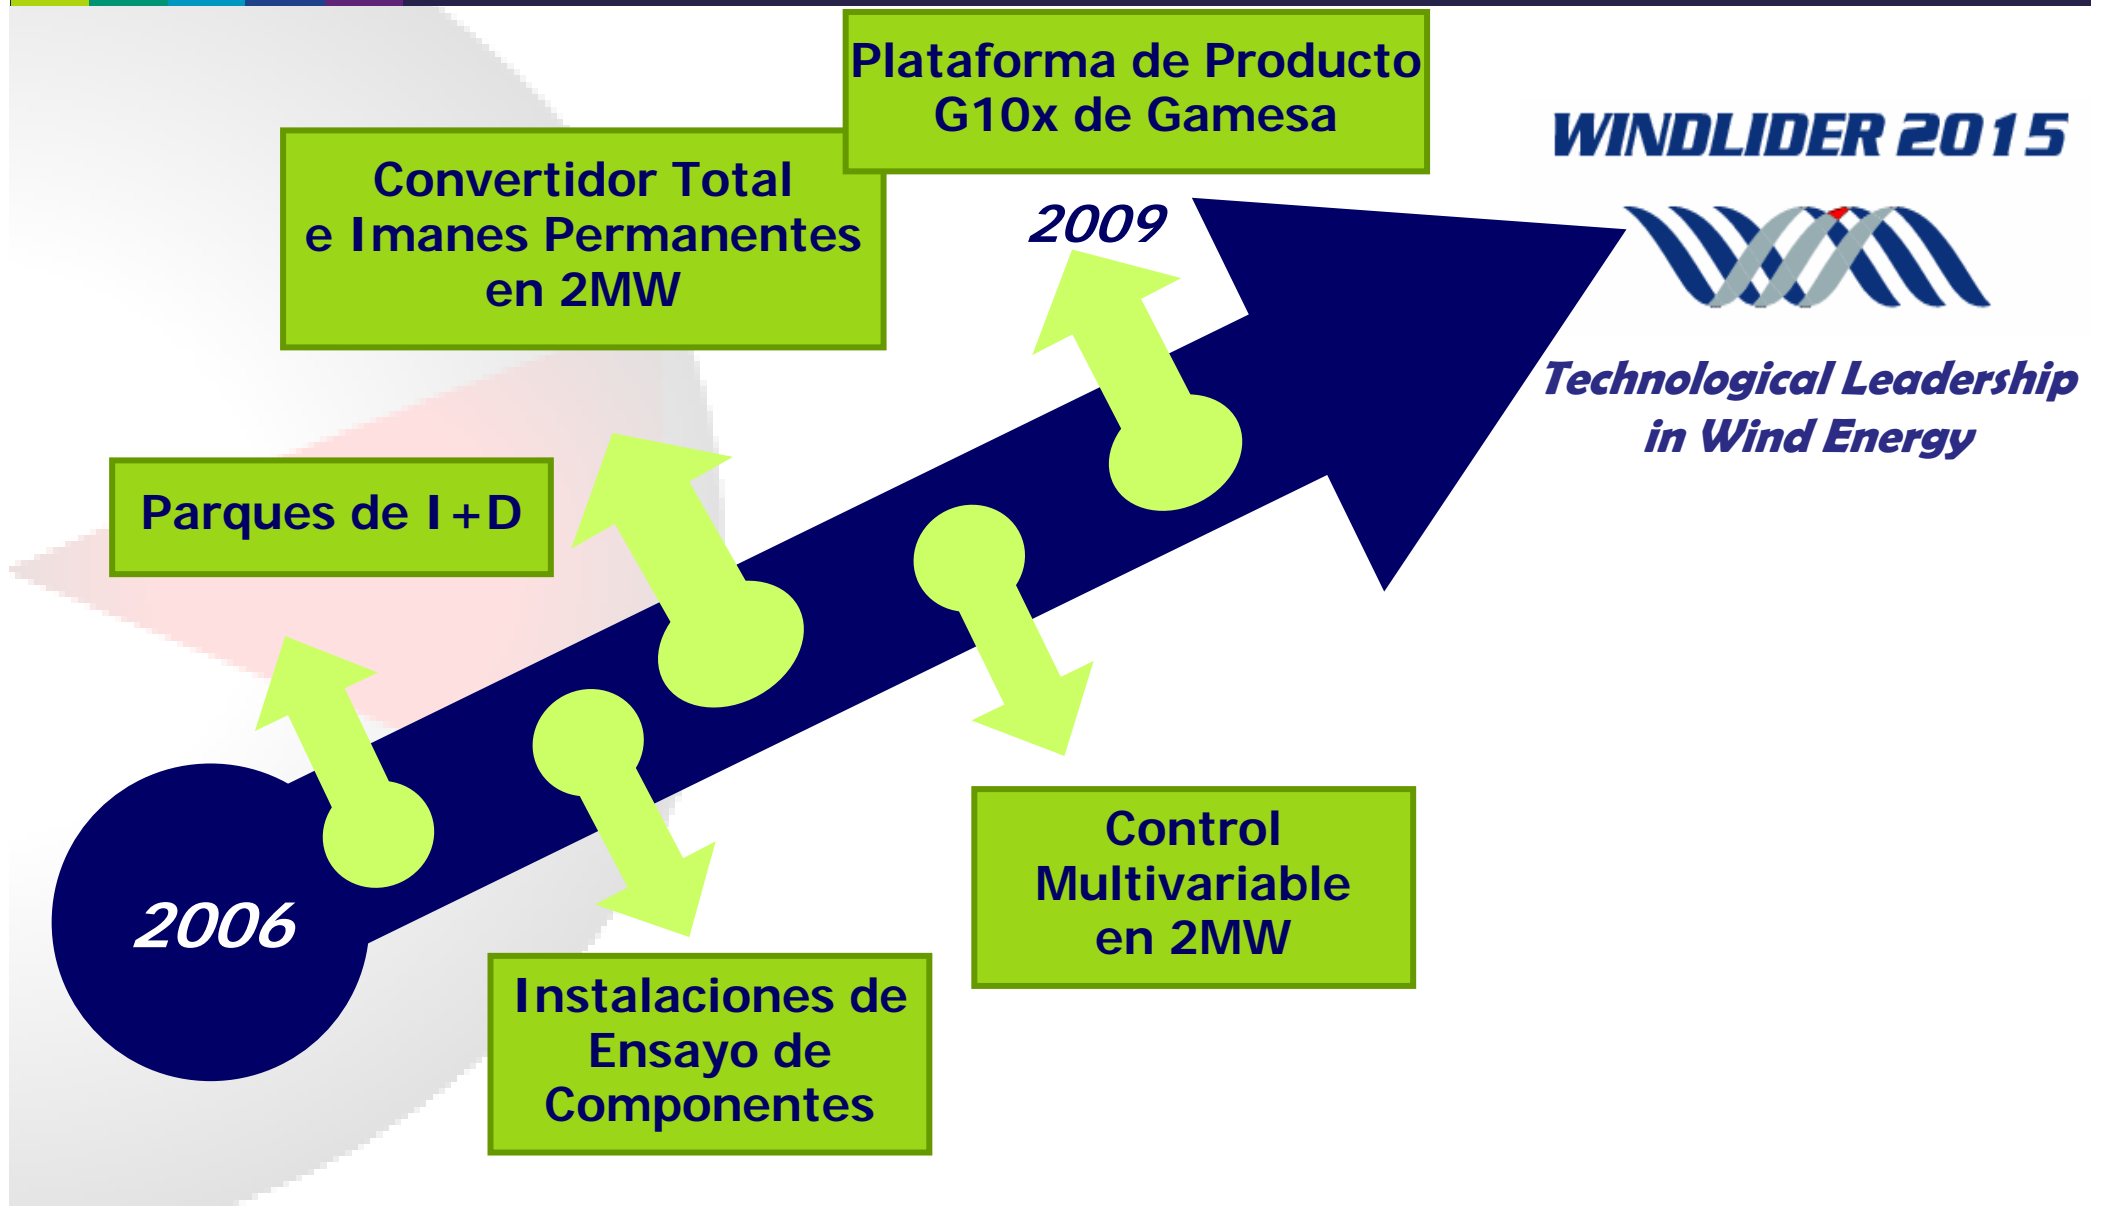 Plataforma de Producto
G10x de Gamesa
Convertidor Total
e Imanes Permanentes
en 2MW
2009
WINDLIDER 2015
Technological Leadership
in Wind Energy
Parques de I+D
2006
Control
Multivariable
en 2MW
Instalaciones de
Ensayo de
Componentes